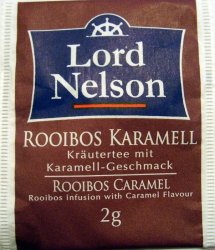 Lord
Nelson
ROOIBOS KARAMELL
Kräutertee mit
Karamell-Geschmack
ROOIBOS CARAMEL
Rooibos infusion with Caramel Flavour
2g